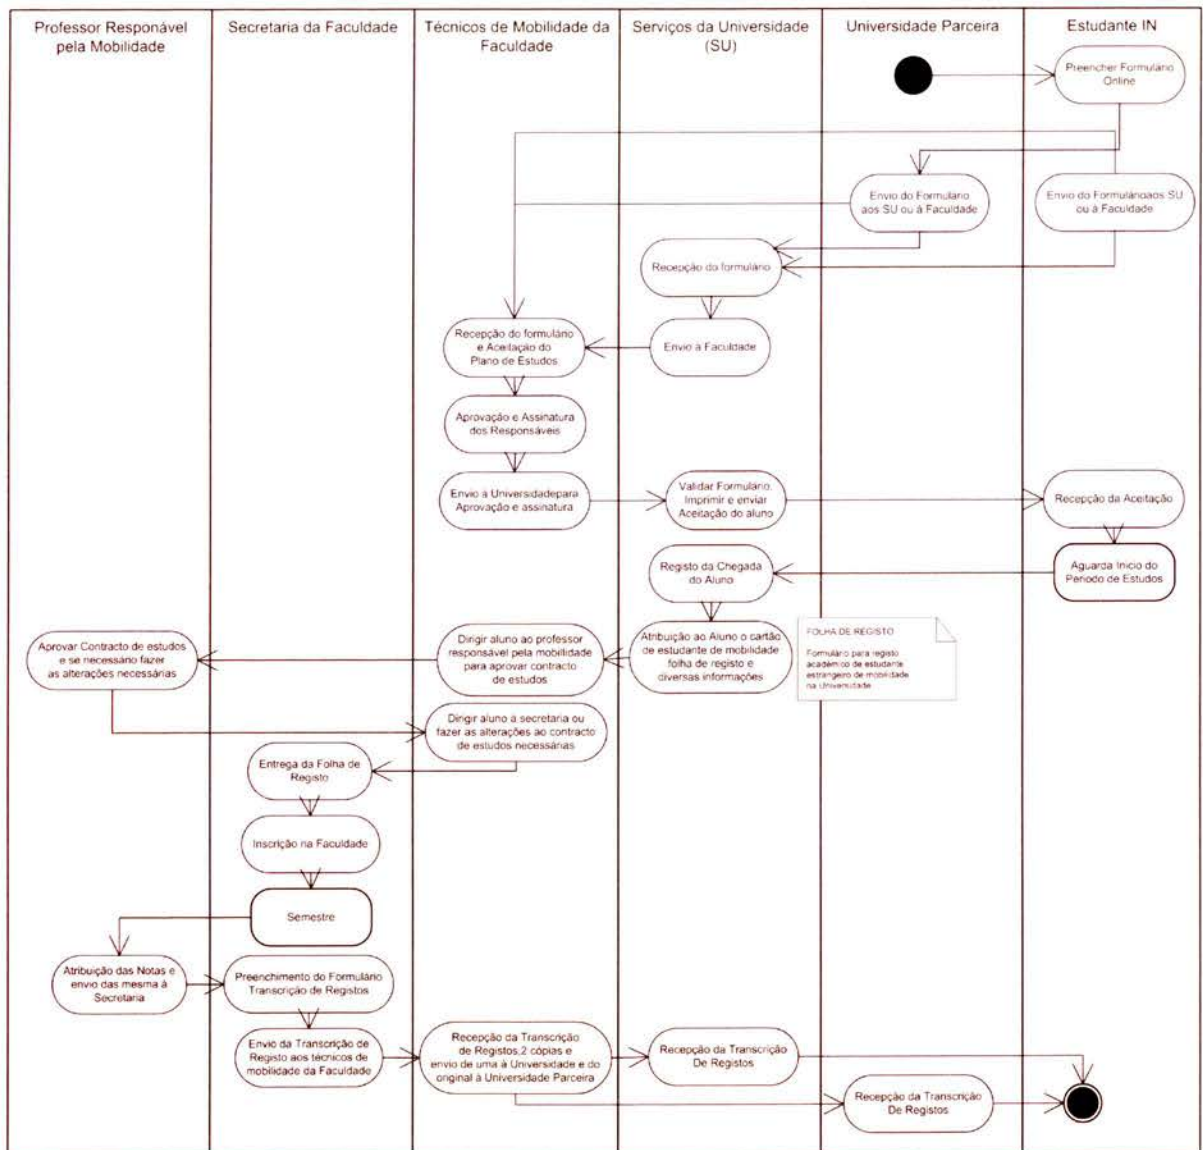 Professor Responável
pela Mobilidade
Secretaria da Faculdade
Técnicos de Mobilidade da
Faculdade
Serviços da Universidade
(SU)
Universidade Parceira
Estudante IN
Preencher Formulário
Online
Envio do Formulário
aos SU ou à Faculdade
Envio do Formulárioaos SU
ou à Faculdade
Recepção do formulário
Recepção do formulário
e Aceitação do
Plano de Estudos
Envio à Faculdade
Aprovação e Assinatura
dos Responsáveis
Envio à Universidadepara
Aprovação e assinatura
Validar Formulário,
Imprimir e enviar
Aceitação do aluno
Recepção da Aceitação
Registo da Chegada
do Aluno
Aguarda Inicio do
Periodo de Estudos
Aprovar Contracto de estudos
e se necessário fazer
as alterações necessárias
Dirigir aluno ao professor
responsável pela mobillidade
para aprovar contracto
de estudos
Atribuição ao Aluno o cartão
de estudante de mobilidade
folha de registo e
diversas informações
FOLHA DE REGISTO
Formulário para registo
académico de estudante
estrangeiro de mobilidade
na Universidade
Dirigir aluno à secretaria ou
fazer as alterações ao contracto
de estudos necessárias
Entrega da Folha de
Registo
Inscrição na Faculdade
Semestre
Atribuição das Notas e
envio das mesma à
Secretaria
Preenchimento do Formulário
Transcrição de Registos
Envio da Transcrição de
Registo aos técnicos de
mobilidade da Faculdade
Recepção da Transcrição
de Registos,2 cópias e
envio de uma à Universidade e do
original à Universidade Parceira
Recepção da Transcrição
De Registos
Recepção da Transcrição
De Registos